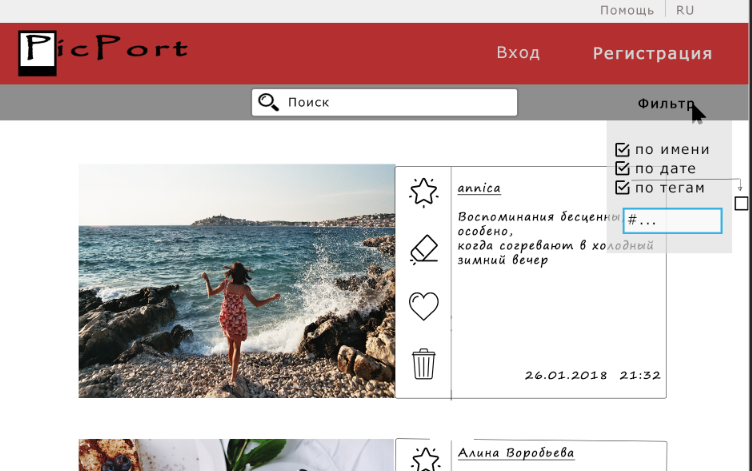 Помощь RU
PicPort
Вход Регистрация
Поиск
Фильтр
по имени
по дате
по тегам
#...
annica
Воспоминания бесценны,
особено,
когда согревают в холодный
зимний вечер
26.01.2018 21:32
Алина Воробьева